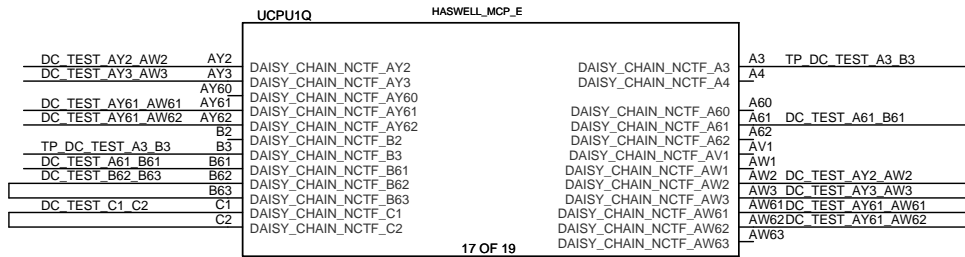 UCPU1Q
HASWELL_MCP_E
DC_TEST_AY2_AW2 AY2
DC_TEST_AY3_AW3 AY3
AY60
DC_TEST_AY61_AW61 AY61
DC_TEST_AY61_AW62 AY62
B2
TP_DC_TEST_A3_B3 B3
DC_TEST_A61_B61 B61
DC_TEST_B62_B63 B62
B63
DC_TEST_C1_C2 C1
C2
DAISY_CHAIN_NCTF_AY2
DAISY_CHAIN_NCTF_AY3
DAISY_CHAIN_NCTF_AY60
DAISY_CHAIN_NCTF_AY61
DAISY_CHAIN_NCTF_AY62
DAISY_CHAIN_NCTF_B2
DAISY_CHAIN_NCTF_B3
DAISY_CHAIN_NCTF_B61
DAISY_CHAIN_NCTF_B62
DAISY_CHAIN_NCTF_B63
DAISY_CHAIN_NCTF_C1
DAISY_CHAIN_NCTF_C2
DAISY_CHAIN_NCTF_A3
DAISY_CHAIN_NCTF_A4
DAISY_CHAIN_NCTF_A60
DAISY_CHAIN_NCTF_A61
DAISY_CHAIN_NCTF_A62
DAISY_CHAIN_NCTF_AV1
DAISY_CHAIN_NCTF_AW1
DAISY_CHAIN_NCTF_AW2
DAISY_CHAIN_NCTF_AW3
DAISY_CHAIN_NCTF_AW61
DAISY_CHAIN_NCTF_AW62
DAISY_CHAIN_NCTF_AW63
A3 TP_DC_TEST_A3_B3
A4
A60
A61 DC_TEST_A61_B61
A62
AV1
AW1
AW2 DC_TEST_AY2_AW2
AW3 DC_TEST_AY3_AW3
AW61 DC_TEST_AY61_AW61
AW62 DC_TEST_AY61_AW62
AW63
17 OF 19